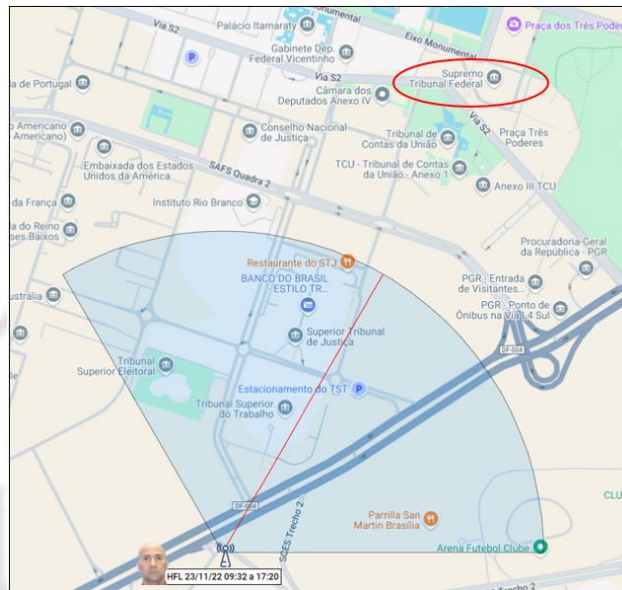 Palácio Itamaraty
Eixo Monumental
Praça dos Três Poderes
Via S2
Gabinete Dep.
Federal Vicentinho
Via S2
Supremo
Tribunal Federal
da de Portugal
Câmara dos
Deputados Anexo IV
Via S2
o Americano
Americano)
Conselho Nacional
de Justiça
Tribunal de
Contas da União
Praça Três
Poderes
Embaixada dos Estados
Unidos da América
SAFS Quadra 2
TCU - Tribunal de Contas
da União - Anexo 1
Anexo III TCU
da França
Instituto Rio Branco
a do Reino
ses Baixos
Procuradoria-Geral
da República - PGR
Restaurante do STJ
BANCO DO BRASIL
- ESTILO TR...
PGR - Entrada
de Visitantes...
ustrália
PGR - Ponto de
Ônibus na Via L4 Sul
Superior Tribunal
de Justiça
DF-004
Tribunal
Superior Eleitoral
Estacionamento do TST
Tribunal Superior
do Trabalho
DF-004
SCES Trecho 2
Parrilla San
Martin Brasília
CLU
Arena Futebol Clube
HFL 23/11/22 09:32 a 17:20
Trecho 2